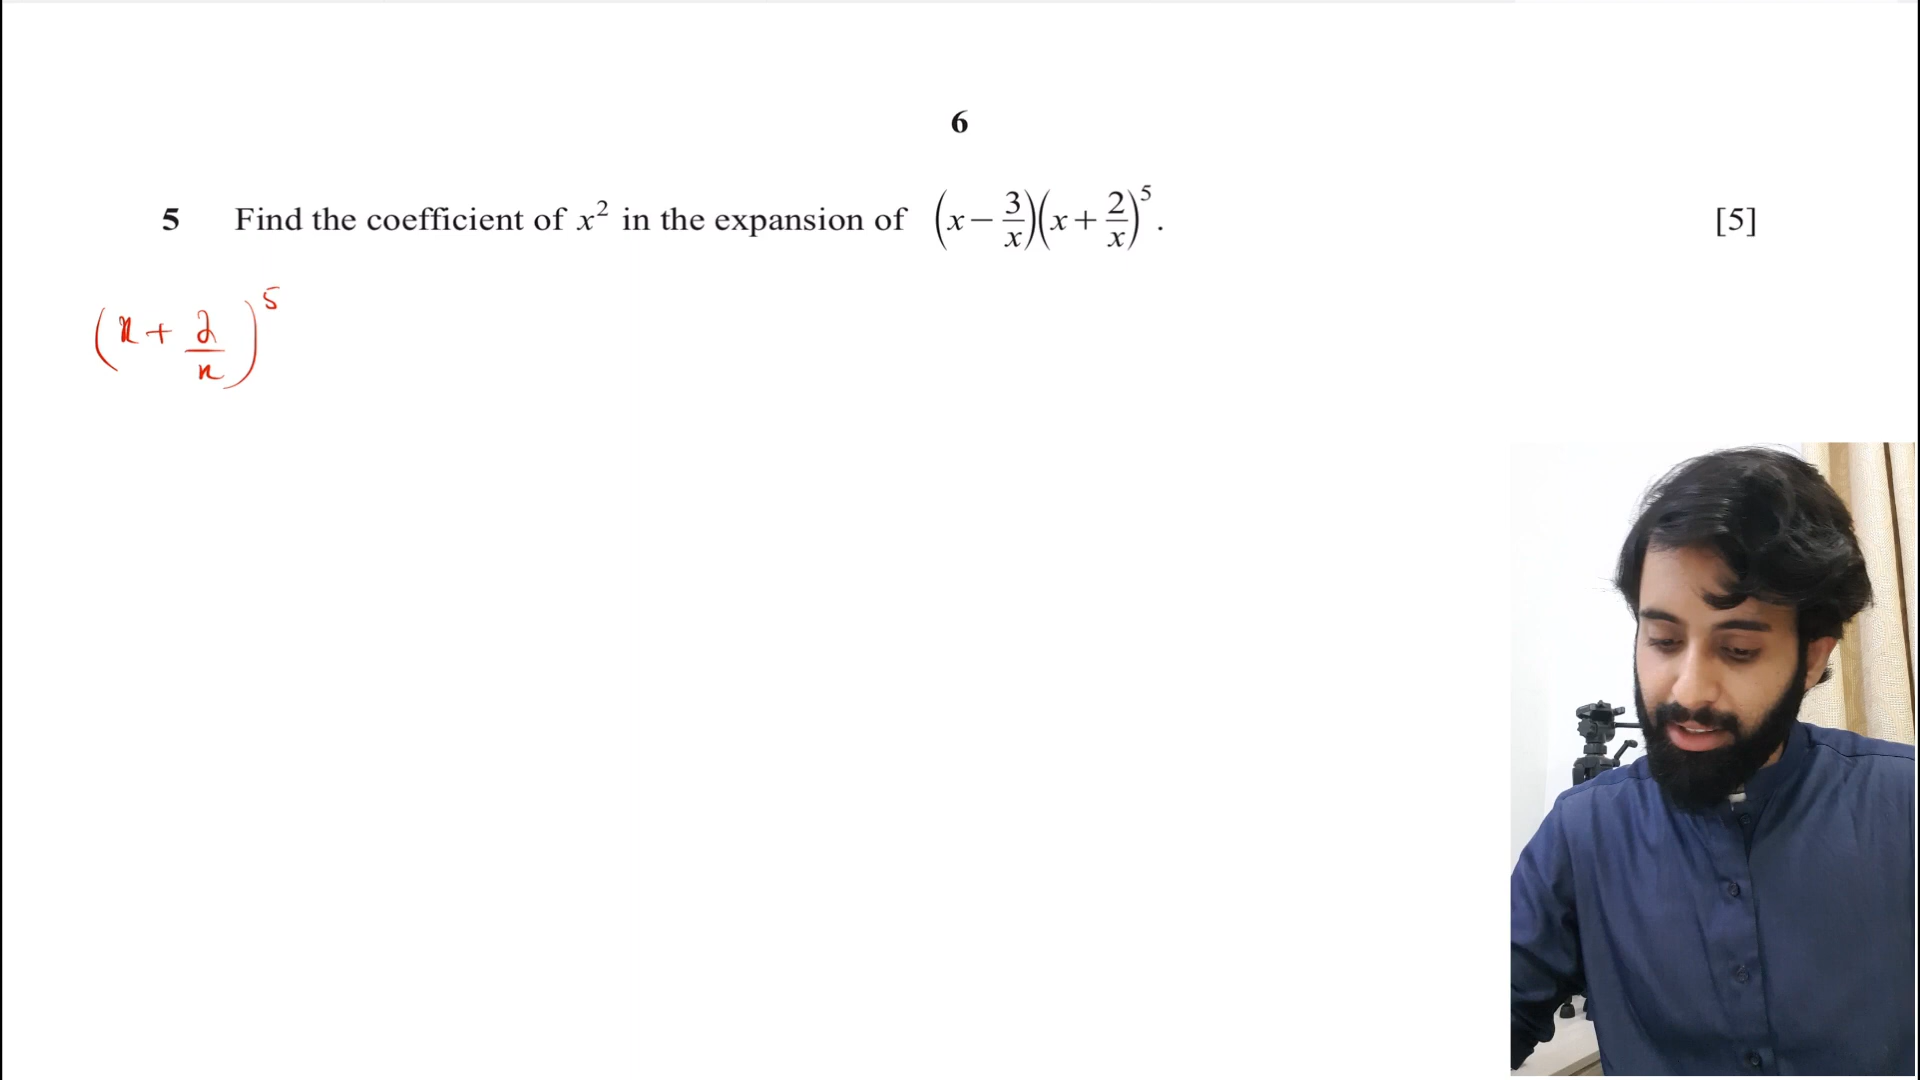 6
5 Find the coefficient of x² in the expansion of (x − 3/x)(x + 2/x)⁵. [5]
(x + 2/x)⁵